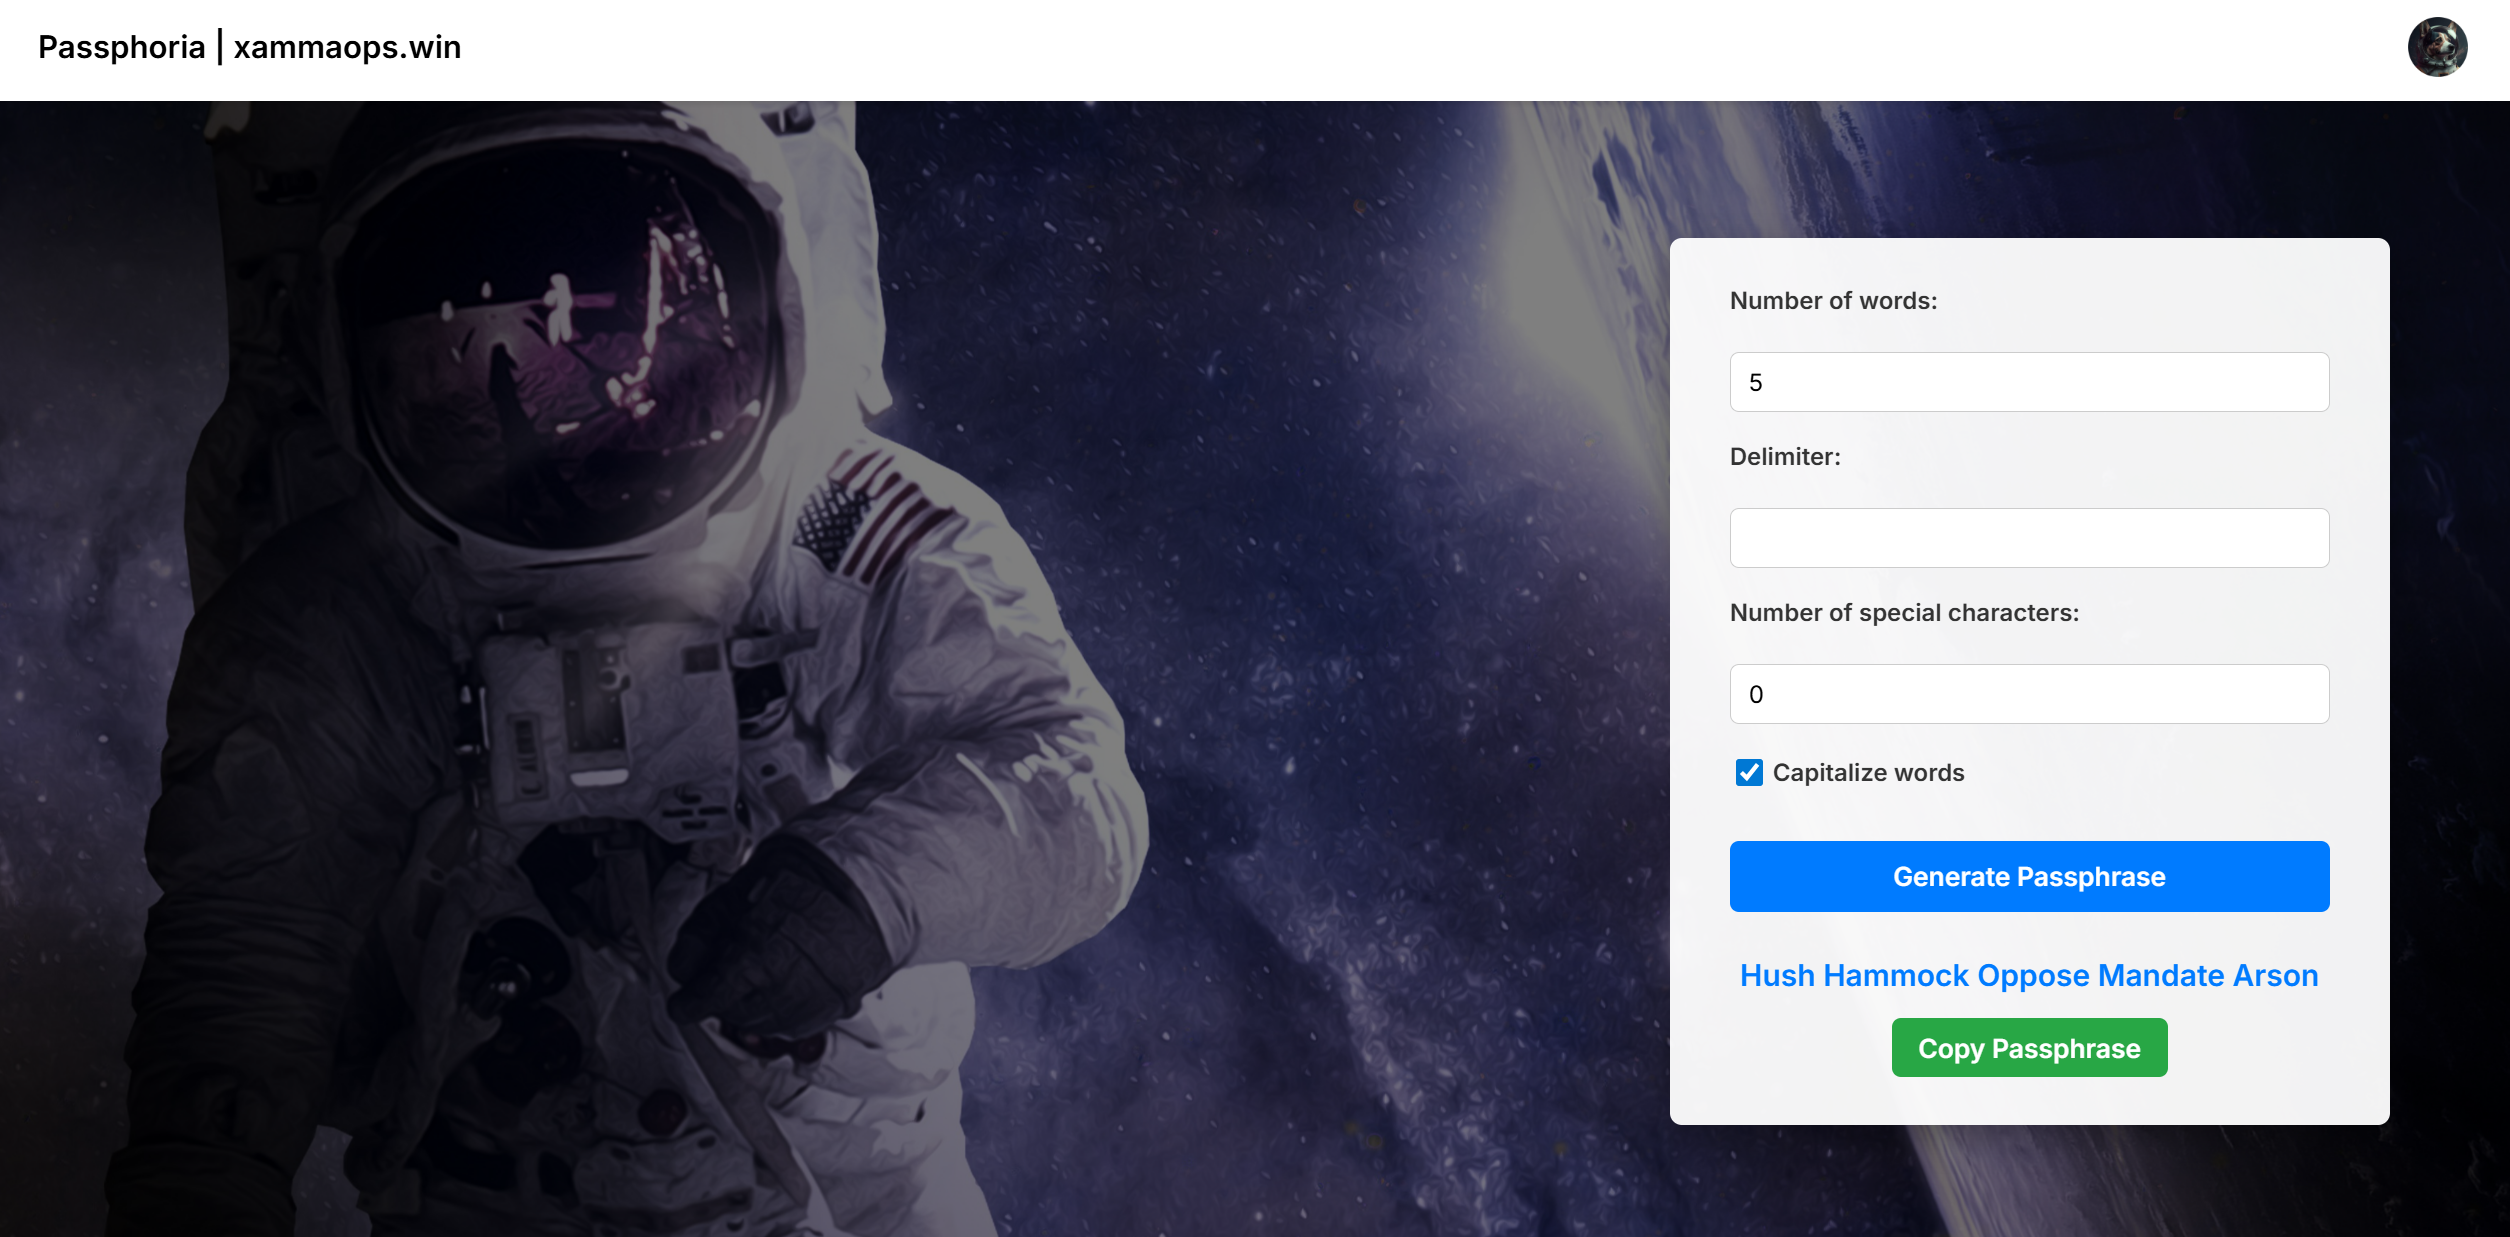 Passphoria | xammaops.win
Number of words:
5
Delimiter:
Number of special characters:
0
Capitalize words
Generate Passphrase
Hush Hammock Oppose Mandate Arson
Copy Passphrase